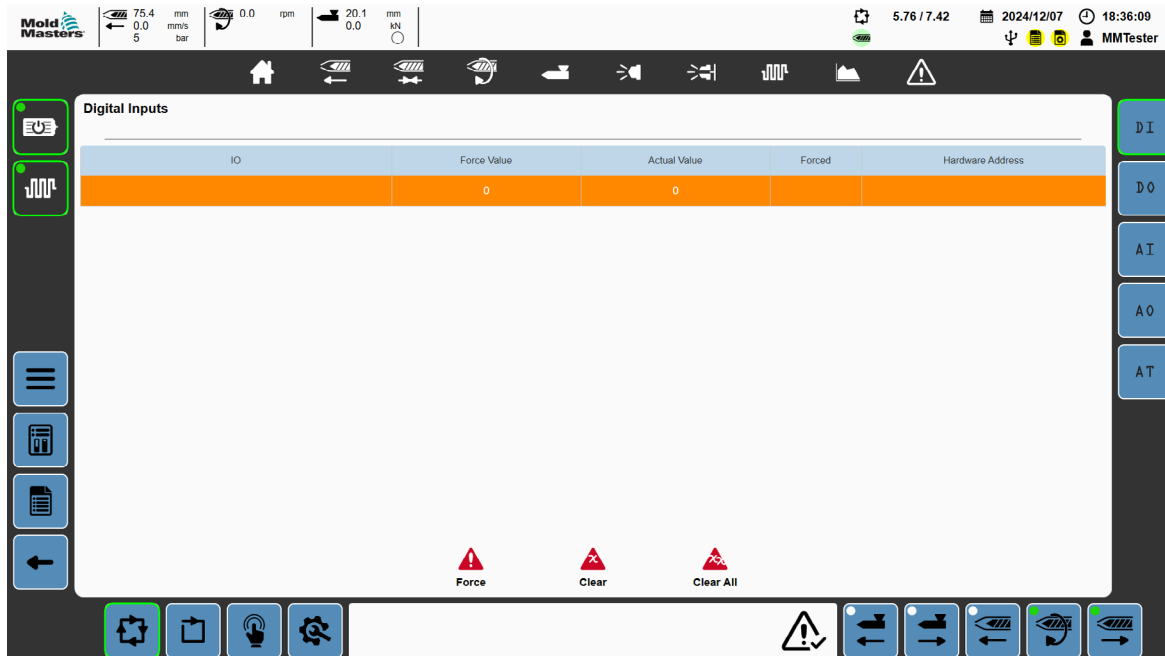 Mold
Masters
75.4 mm
0.0 mm/s
5 bar
0.0 rpm
20.1 mm
0.0 kN
5.76 / 7.42
2024/12/07
18:36:09
MMTester
Digital Inputs
IO Force Value Actual Value Forced Hardware Address
0 0
DI
DO
AI
AO
AT
Force Clear Clear All